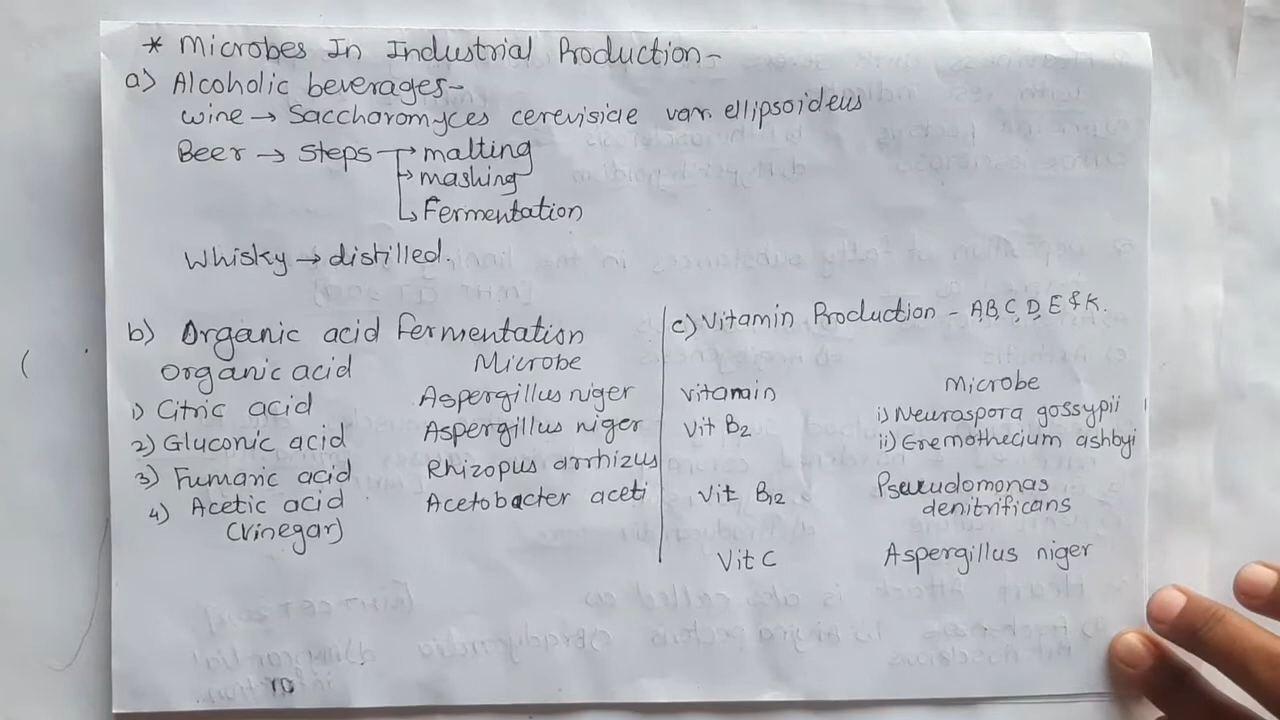 * Microbes In Industrial Production -
a) Alcoholic beverages -
wine → Saccharomyces cerevisiae var. ellipsoideus
Beer → Steps → malting
→ mashing
→ Fermentation
Whisky → distilled.
b) Organic acid fermentation
Organic acid Microbe
1) Citric acid Aspergillus niger
2) Gluconic acid Aspergillus niger
3) Fumaric acid Rhizopus arrhizus
4) Acetic acid Acetobacter aceti
(Vinegar)
c) Vitamin Production - A, B, C, D, E & K.
Vitamin Microbe
Vit B2 i) Neuraspora gossypii
ii) Eremothecium ashbyi
Vit B12 Pseuudomonas
denitrificans
Vit C Aspergillus niger